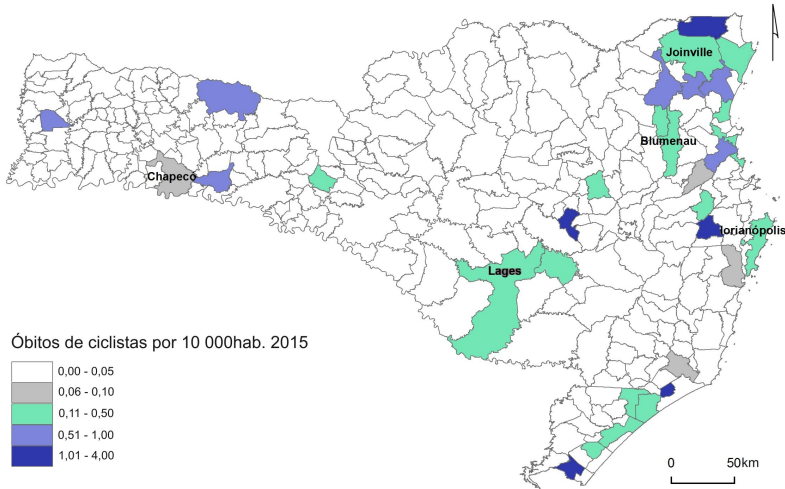 Joinville
Blumenau
Chapecó
lorianópolis
Lages
Óbitos de ciclistas por 10 000hab. 2015
0,00 - 0,05
0,06 - 0,10
0,11 - 0,50
0,51 - 1,00
1,01 - 4,00
0 50km